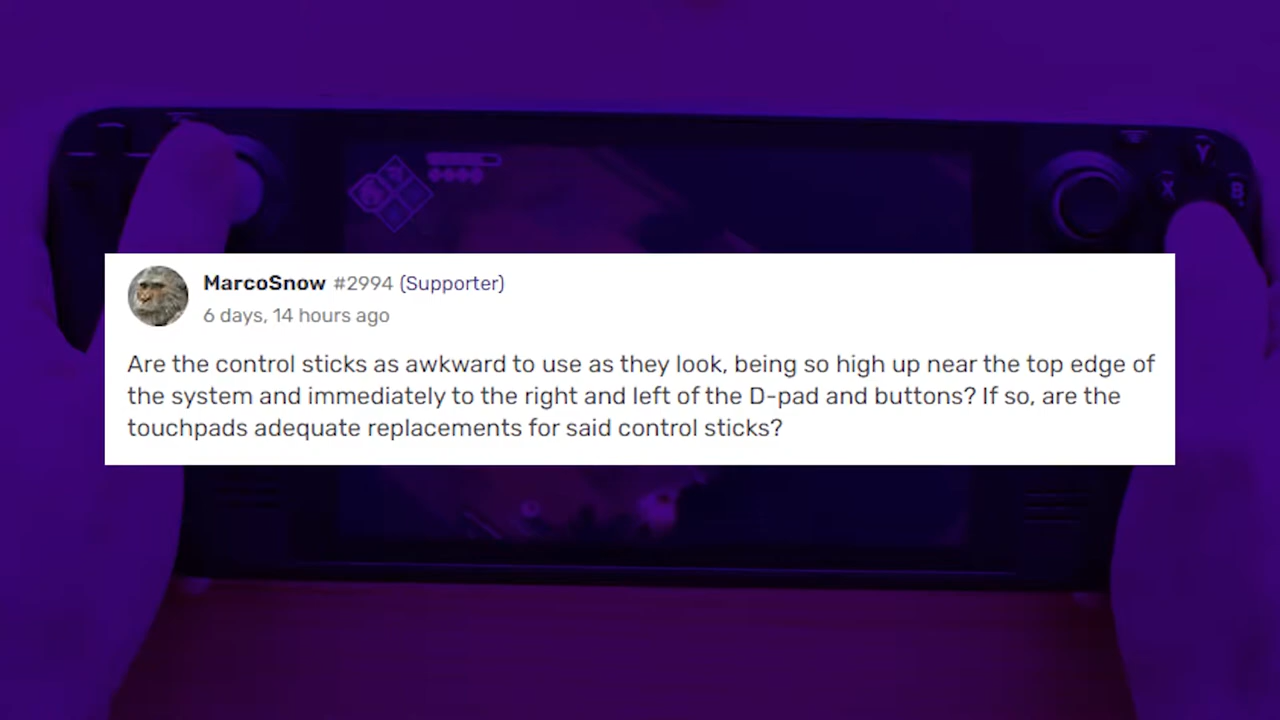 Y
X
B
MarcoSnow #2994 (Supporter)
6 days, 14 hours ago
Are the control sticks as awkward to use as they look, being so high up near the top edge of
the system and immediately to the right and left of the D-pad and buttons? If so, are the
touchpads adequate replacements for said control sticks?